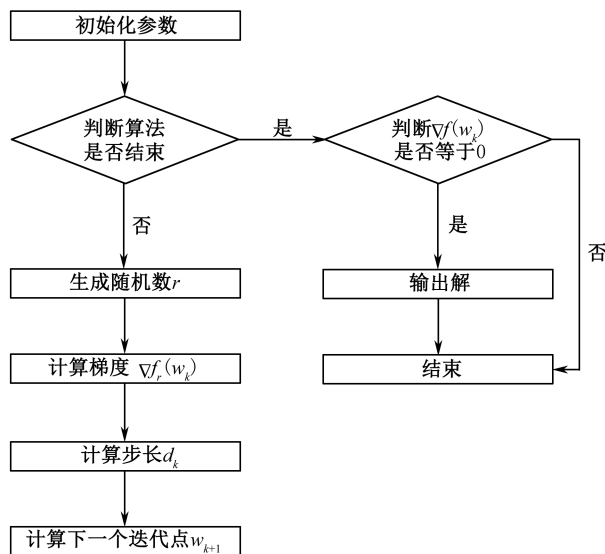 初始化参数
判断算法
是否结束
是
判断∇f(w_k)
是否等于0
否
是
否
生成随机数r
输出解
计算梯度 ∇f_r(w_k)
结束
计算步长d_k
计算下一个迭代点w_{k+1}